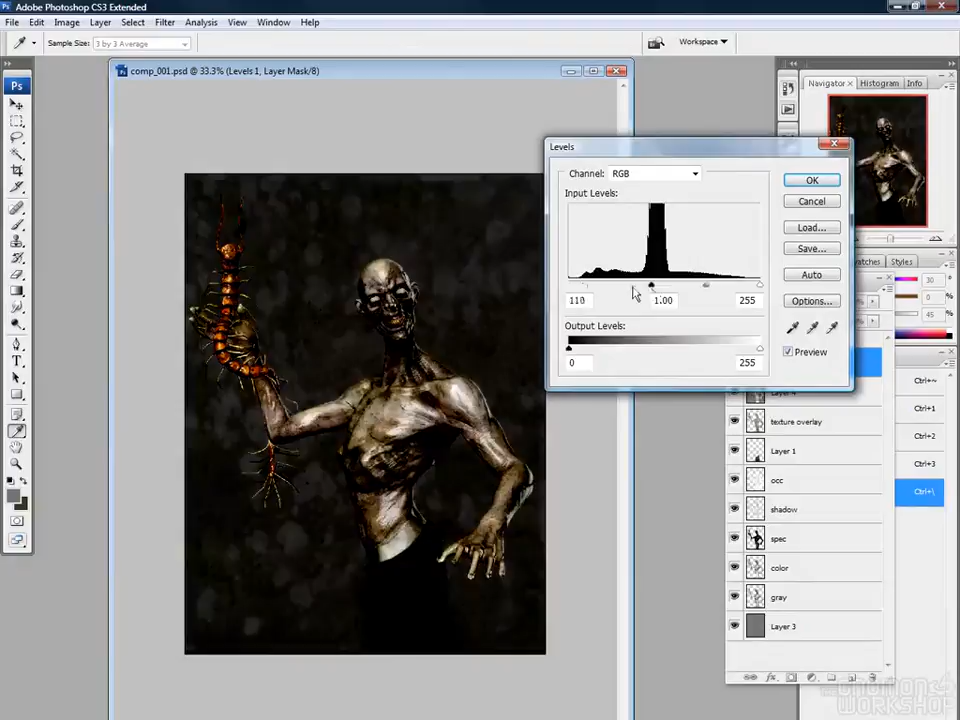 Adobe Photoshop CS3 Extended
File Edit Image Layer Select Filter Analysis View Window Help
Sample Size: 3 by 3 Average
Workspace
comp_001.psd @ 33.3% (Levels 1, Layer Mask/8)
Navigator Histogram Info
Levels
Channel: RGB
OK
Input Levels:
Cancel
Load...
Save...
Auto
110 1.00 255
Options...
Output Levels:
Preview
0 255
Styles
30
0
45
Ctrl+~
Ctrl+1
Ctrl+2
Ctrl+3
Ctrl+\
texture overlay
Layer 1
occ
shadow
spec
color
gray
Layer 3
THE
GNOMON
WORKSHOP